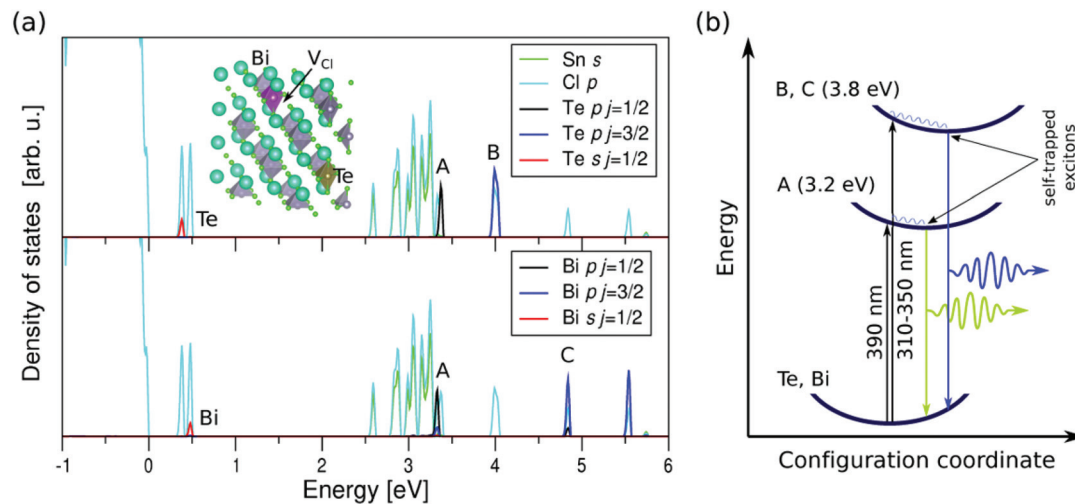 (a)
Density of states [arb. u.]
Bi
V_Cl
Te
Te
A
B
Sn s
Cl p
Te p j=1/2
Te p j=3/2
Te s j=1/2
Bi
A
C
Bi p j=1/2
Bi p j=3/2
Bi s j=1/2
-1 0 1 2 3 4 5 6
Energy [eV]
(b)
Energy
B, C (3.8 eV)
A (3.2 eV)
self-trapped
excitons
390 nm
310-350 nm
Te, Bi
Configuration coordinate